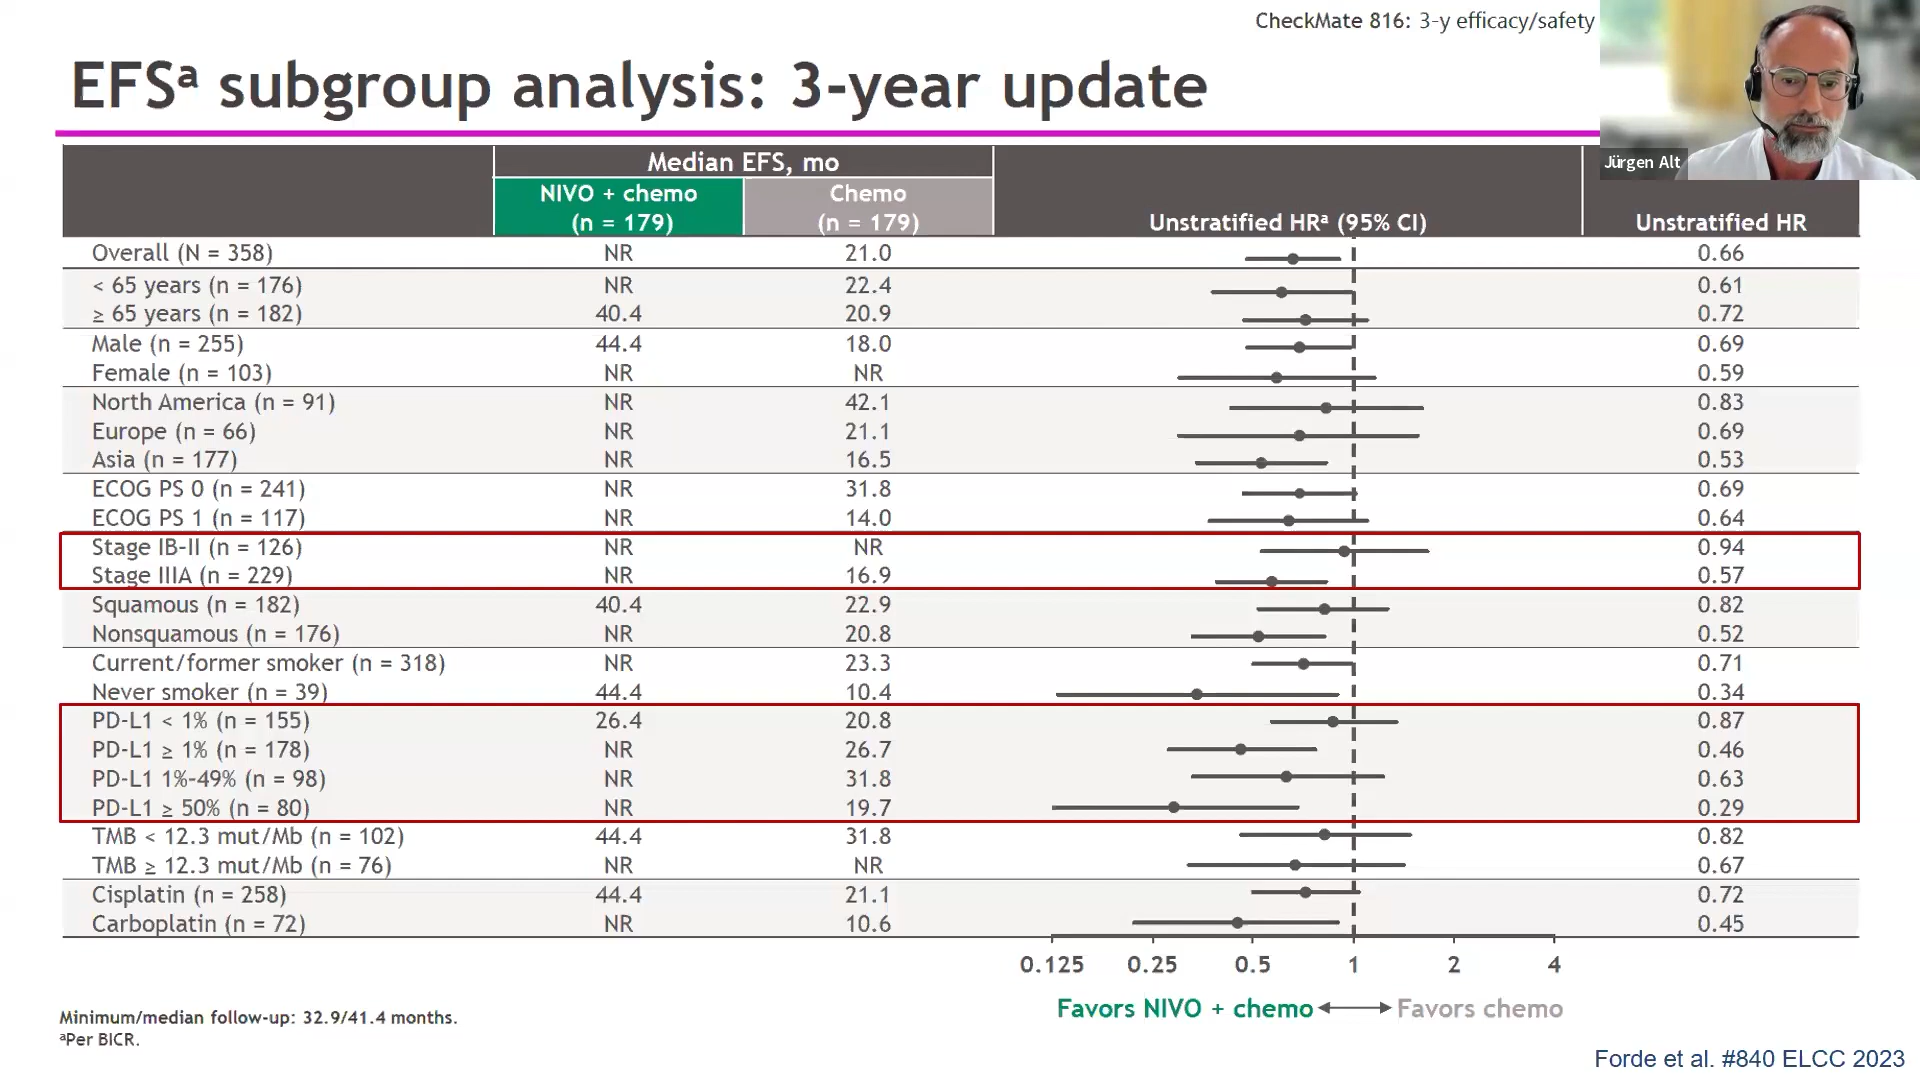 CheckMate 816: 3-y efficacy/safety
EFSa subgroup analysis: 3-year update
Jürgen Alt
Median EFS, mo
NIVO + chemo
(n = 179)
Chemo
(n = 179)
Unstratified HRa (95% CI)
Unstratified HR
Overall (N = 358) NR 21.0 0.66
< 65 years (n = 176) NR 22.4 0.61
≥ 65 years (n = 182) 40.4 20.9 0.72
Male (n = 255) 44.4 18.0 0.69
Female (n = 103) NR NR 0.59
North America (n = 91) NR 42.1 0.83
Europe (n = 66) NR 21.1 0.69
Asia (n = 177) NR 16.5 0.53
ECOG PS 0 (n = 241) NR 31.8 0.69
ECOG PS 1 (n = 117) NR 14.0 0.64
Stage IB-II (n = 126) NR NR 0.94
Stage IIIA (n = 229) NR 16.9 0.57
Squamous (n = 182) 40.4 22.9 0.82
Nonsquamous (n = 176) NR 20.8 0.52
Current/former smoker (n = 318) NR 23.3 0.71
Never smoker (n = 39) 44.4 10.4 0.34
PD-L1 < 1% (n = 155) 26.4 20.8 0.87
PD-L1 ≥ 1% (n = 178) NR 26.7 0.46
PD-L1 1%-49% (n = 98) NR 31.8 0.63
PD-L1 ≥ 50% (n = 80) NR 19.7 0.29
TMB < 12.3 mut/Mb (n = 102) 44.4 31.8 0.82
TMB ≥ 12.3 mut/Mb (n = 76) NR NR 0.67
Cisplatin (n = 258) 44.4 21.1 0.72
Carboplatin (n = 72) NR 10.6 0.45
0.125 0.25 0.5 1 2 4
Favors NIVO + chemo Favors chemo
Minimum/median follow-up: 32.9/41.4 months.
aPer BICR.
Forde et al. #840 ELCC 2023